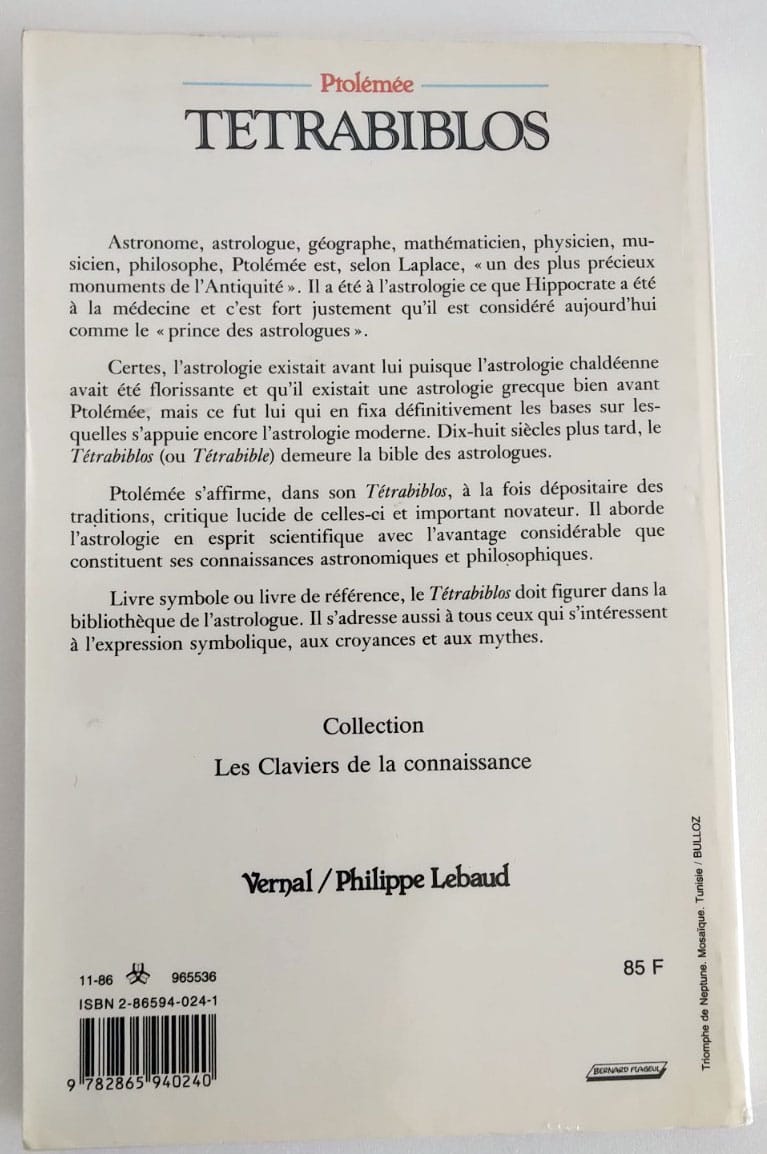 Ptolémée
TETRABIBLOS
Astronome, astrologue, géographe, mathématicien, physicien, mu-
sicien, philosophe, Ptolémée est, selon Laplace, « un des plus précieux
monuments de l'Antiquité ». Il a été à l'astrologie ce que Hippocrate a été
à la médecine et c'est fort justement qu'il est considéré aujourd'hui
comme le « prince des astrologues ».
Certes, l'astrologie existait avant lui puisque l'astrologie chaldéenne
avait été florissante et qu'il existait une astrologie grecque bien avant
Ptolémée, mais ce fut lui qui en fixa définitivement les bases sur les-
quelles s'appuie encore l'astrologie moderne. Dix-huit siècles plus tard, le
Tétrabiblos (ou Tétrabible) demeure la bible des astrologues.
Ptolémée s'affirme, dans son Tétrabiblos, à la fois dépositaire des
traditions, critique lucide de celles-ci et important novateur. Il aborde
l'astrologie en esprit scientifique avec l'avantage considérable que
constituent ses connaissances astronomiques et philosophiques.
Livre symbole ou livre de référence, le Tétrabiblos doit figurer dans la
bibliothèque de l'astrologue. Il s'adresse aussi à tous ceux qui s'intéressent
à l'expression symbolique, aux croyances et aux mythes.
Collection
Les Claviers de la connaissance
Vernal / Philippe Lebaud
11-86 965536
ISBN 2-86594-024-1
9 782865 940240
85 F
BERNARD FLAGEUL
Triomphe de Neptune. Mosaïque. Tunisie / BULLOZ